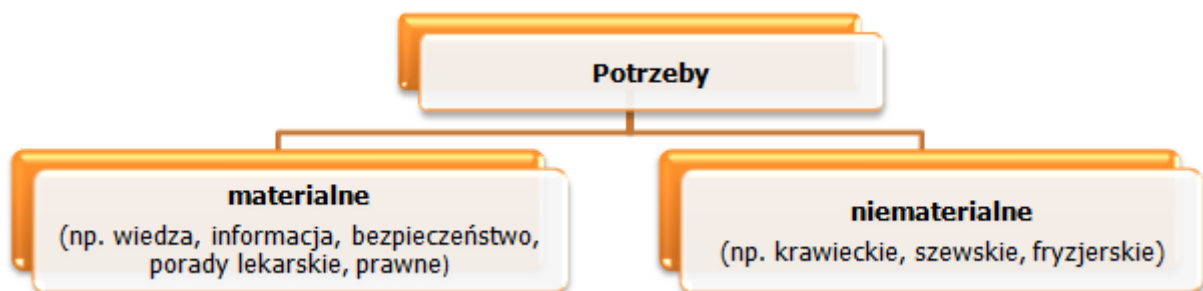 Potrzeby
materialne
(np. wiedza, informacja, bezpieczeństwo,
porady lekarskie, prawne)
niematerialne
(np. krawieckie, szewskie, fryzjerskie)